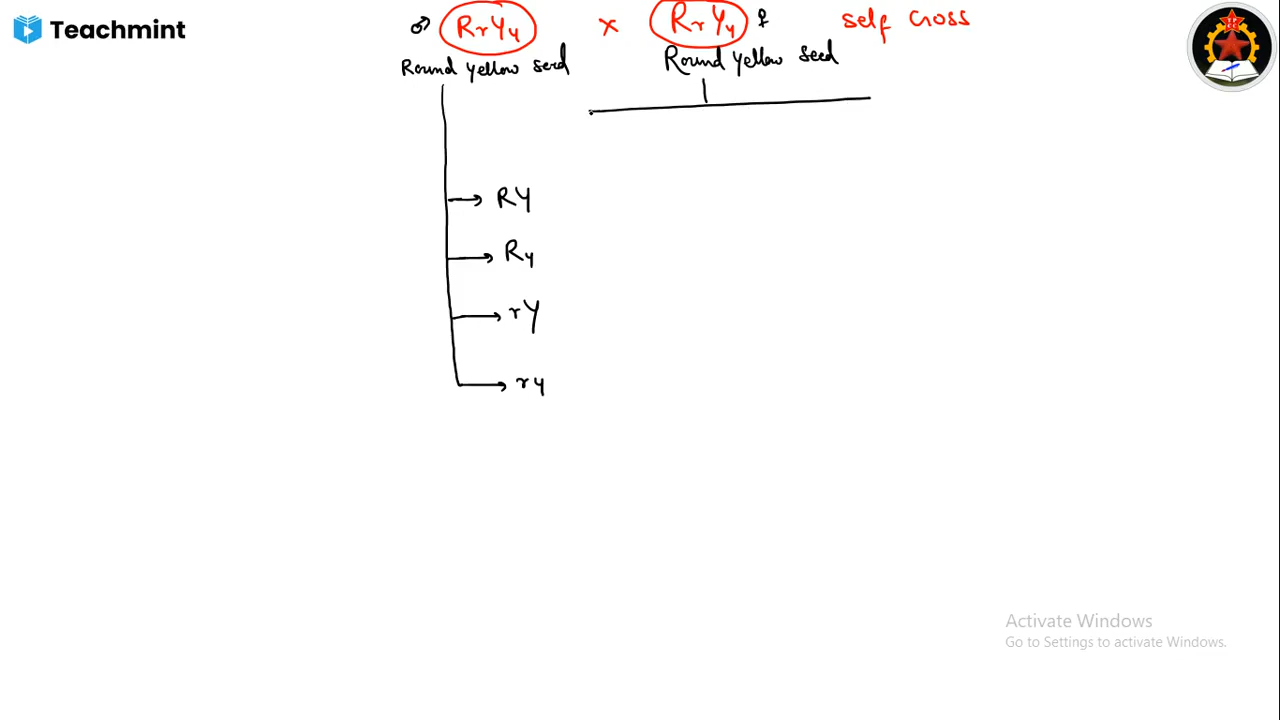 Teachmint
♂ RrYy × RrYy ♀ self cross
Round yellow seed Round yellow seed
RY
Ry
rY
ry
Activate Windows
Go to Settings to activate Windows.